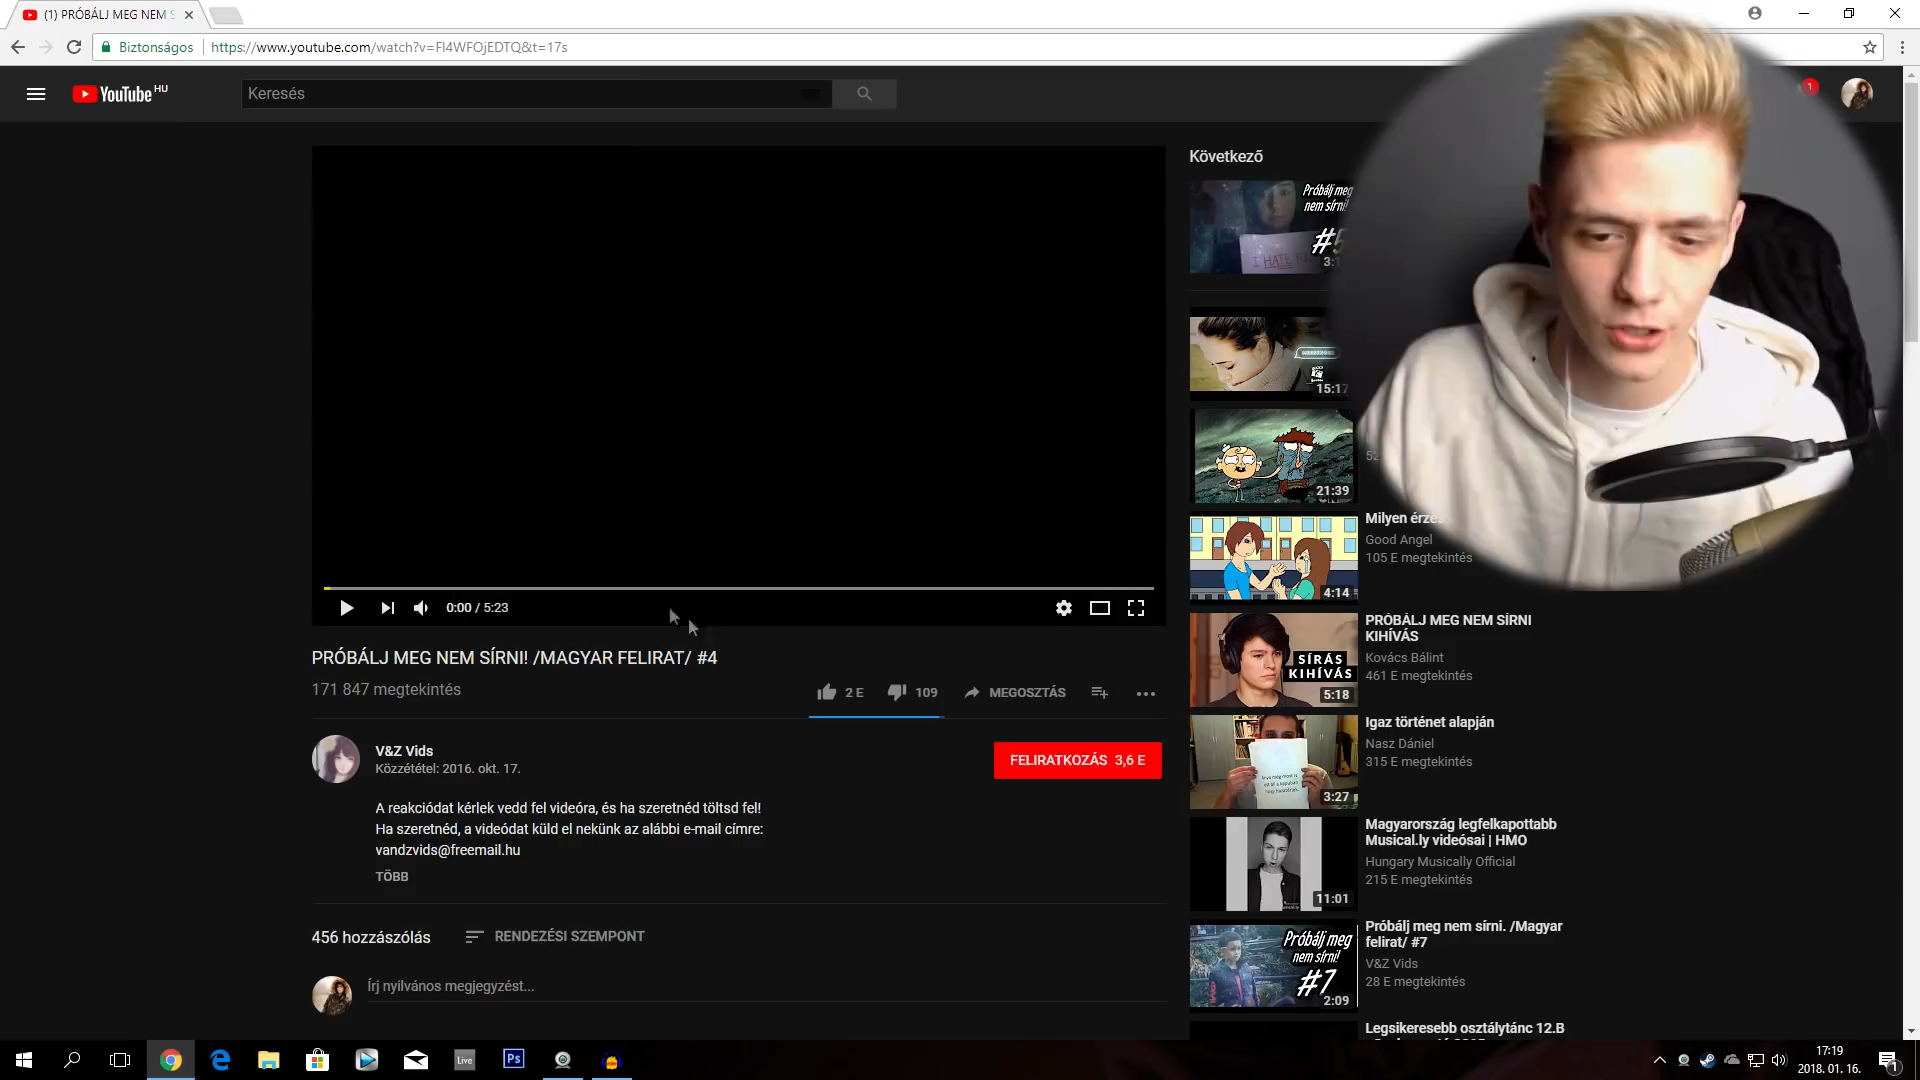 (1) PRÓBÁLJ MEG NEM S
Biztonságos
https://www.youtube.com/watch?v=Fl4WFOjEDTQ&t=17s
YouTube HU
Keresés
1
Következő
Próbálj meg
nem sírni!
#5
I HATE
15:17
21:39
4:14
Milyen érzés
Good Angel
105 E megtekintés
0:00 / 5:23
PRÓBÁLJ MEG NEM SÍRNI! /MAGYAR FELIRAT/ #4
171 847 megtekintés
2 E
109
MEGOSZTÁS
SÍRÁS
KIHÍVÁS
5:18
PRÓBÁLJ MEG NEM SÍRNI
KIHÍVÁS
Kovács Bálint
461 E megtekintés
V&Z Vids
Közzététel: 2016. okt. 17.
FELIRATKOZÁS 3,6 E
3:27
Igaz történet alapján
Nasz Dániel
315 E megtekintés
A reakciódat kérlek vedd fel videóra, és ha szeretnéd töltsd fel!
Ha szeretnéd, a videódat küld el nekünk az alábbi e-mail címre:
vandzvids@freemail.hu
TÖBB
11:01
Magyarország legfelkapottabb
Musical.ly videósai | HMO
Hungary Musically Official
215 E megtekintés
456 hozzászólás
RENDEZÉSI SZEMPONT
Írj nyilvános megjegyzést...
Próbálj meg
nem sírni!
#7
2:09
Próbálj meg nem sírni. /Magyar
felirat/ #7
V&Z Vids
28 E megtekintés
Legsikeresebb osztálytánc 12.B
Live
Ps
17:19
2018. 01. 16.
1